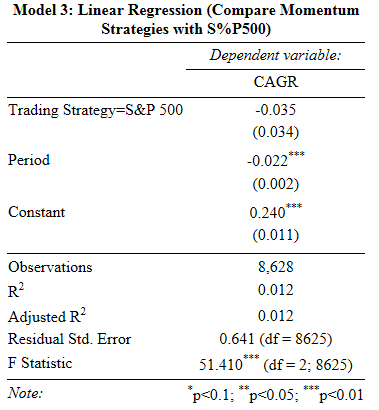 Model 3: Linear Regression (Compare Momentum
Strategies with S%P500)
Dependent variable:
CAGR
Trading Strategy=S&P 500 -0.035
(0.034)
Period -0.022***
(0.002)
Constant 0.240***
(0.011)
Observations 8,628
R2 0.012
Adjusted R2 0.012
Residual Std. Error 0.641 (df = 8625)
F Statistic 51.410*** (df = 2; 8625)
Note: *p<0.1; **p<0.05; ***p<0.01